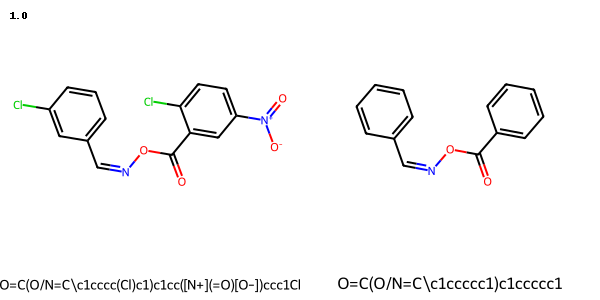 1.0
Cl
Cl
O
N
O
N+
O
O-
O
N
O
O=C(O/N=C\c1cccc(Cl)c1)c1cc([N+](=O)[O-])ccc1Cl
O=C(O/N=C\c1ccccc1)c1ccccc1